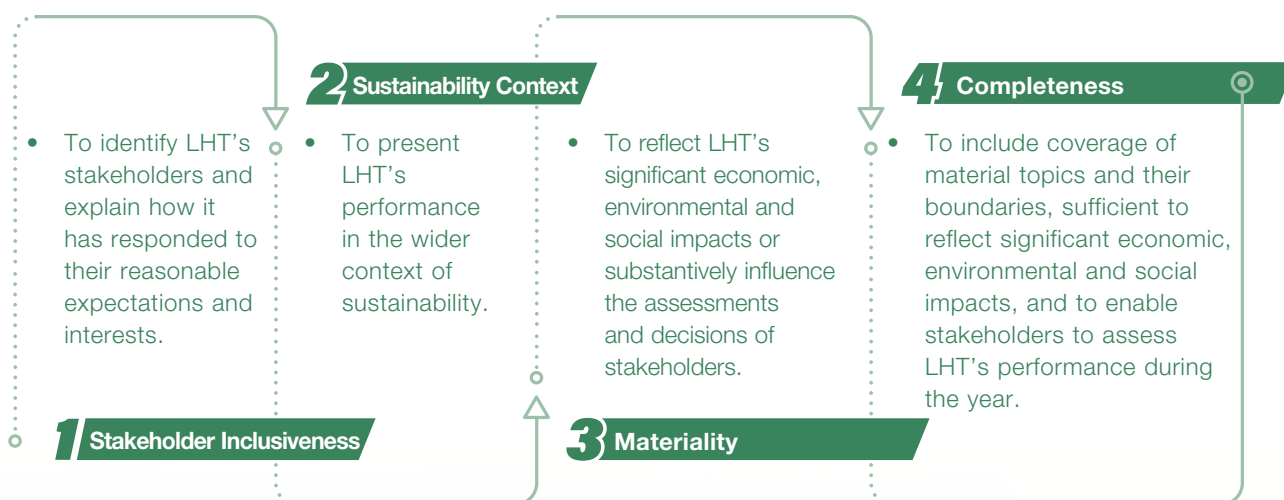 • To identify LHT's
stakeholders and
explain how it
has responded to
their reasonable
expectations and
interests.
1 Stakeholder Inclusiveness
2 Sustainability Context
• To present
LHT's
performance
in the wider
context of
sustainability.
• To reflect LHT's
significant economic,
environmental and
social impacts or
substantively influence
the assessments
and decisions of
stakeholders.
3 Materiality
4 Completeness
• To include coverage of
material topics and their
boundaries, sufficient to
reflect significant economic,
environmental and social
impacts, and to enable
stakeholders to assess
LHT's performance during
the year.